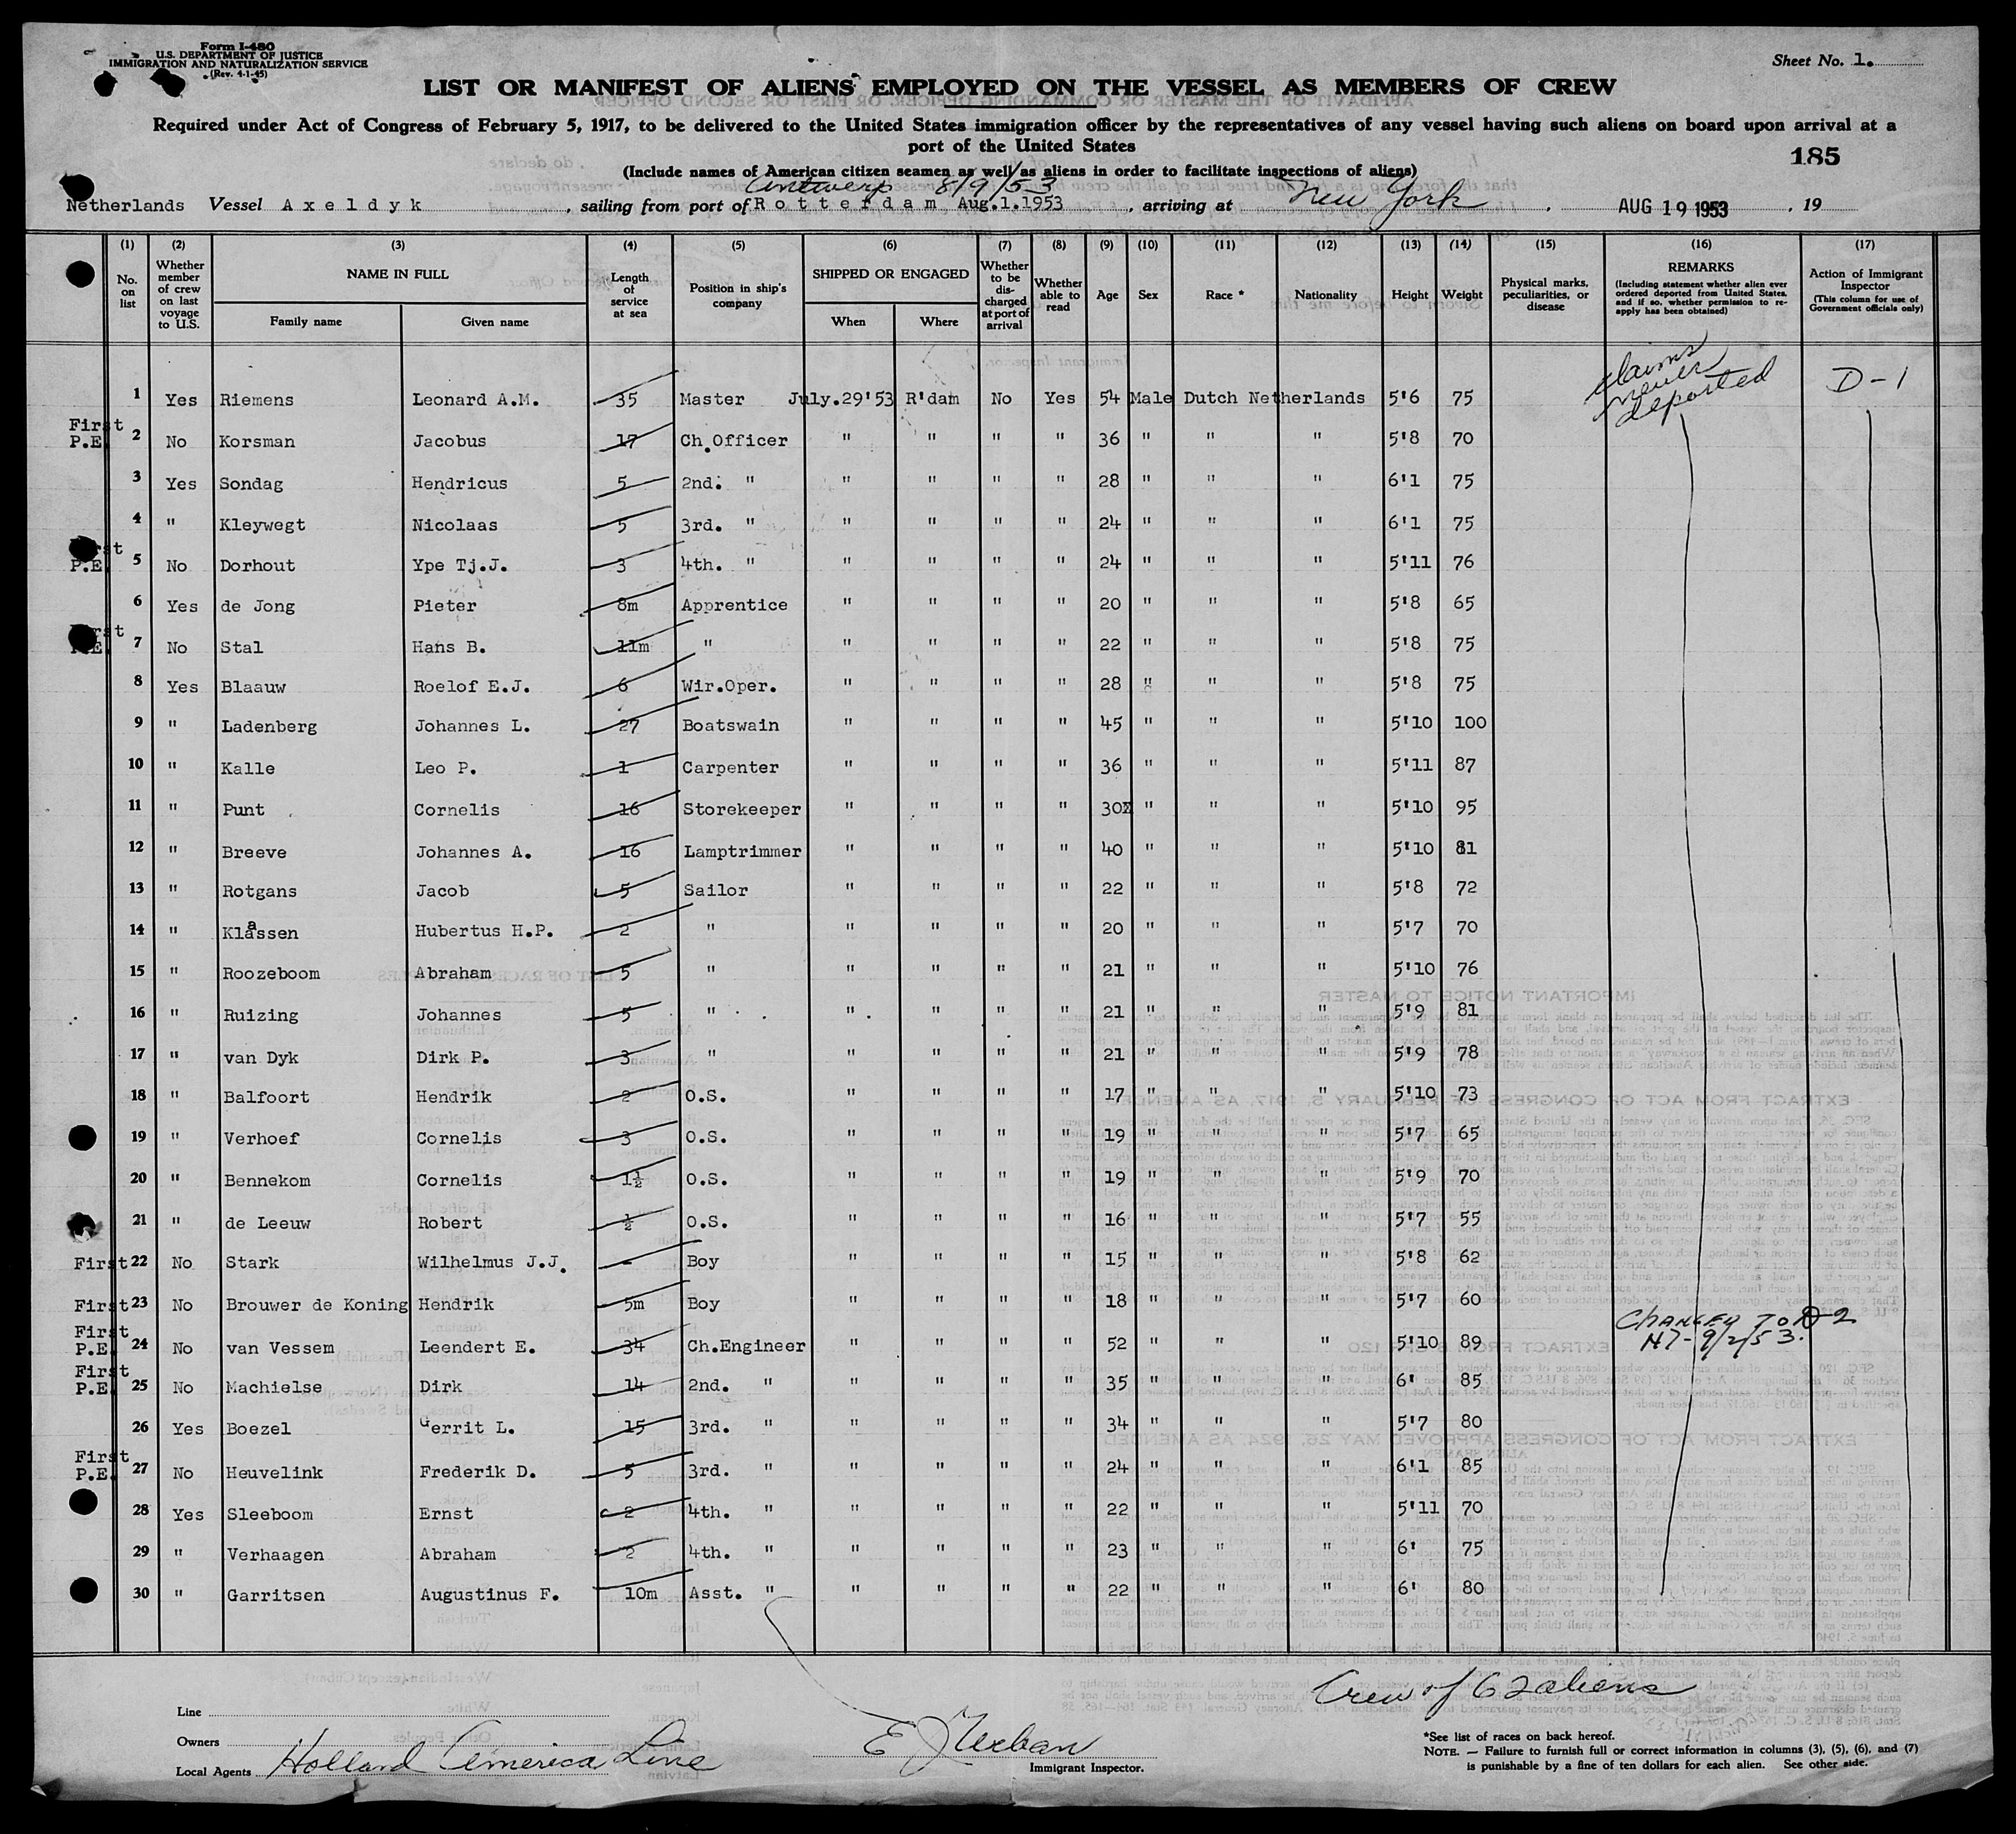 Form I-480
U.S. DEPARTMENT OF JUSTICE
IMMIGRATION AND NATURALIZATION SERVICE
(Rev. 4-1-45)
Sheet No. 1.
LIST OR MANIFEST OF ALIENS EMPLOYED ON THE VESSEL AS MEMBERS OF CREW
Required under Act of Congress of February 5, 1917, to be delivered to the United States immigration officer by the representatives of any vessel having such aliens on board upon arrival at a
port of the United States
185
(Include names of American citizen seamen as well as aliens in order to facilitate inspections of aliens)
Antwerp 8/9/53
Netherlands Vessel Axeldyk, sailing from port of Rotterdam Aug.1.1953, arriving at New York, AUG 19 1953, 19
(1) (2) (3) (4) (5) (6) (7) (8) (9) (10) (11) (12) (13) (14) (15) (16) (17)
No. on list
Whether member of crew on last voyage to U.S.
NAME IN FULL
Family name
Given name
Length of service at sea
Position in ship's company
SHIPPED OR ENGAGED
When
Where
Whether to be discharged at port of arrival
Whether able to read
Age
Sex
Race *
Nationality
Height
Weight
Physical marks, peculiarities, or disease
REMARKS
(Including statement whether alien ever ordered deported from United States, and if so, whether permission to re-apply has been obtained)
Action of Immigrant Inspector
(This column for use of Government officials only)
claims never deported
D-1
1 Yes Riemens Leonard A.M. 35 Master July.29'53 R'dam No Yes 54 Male Dutch Netherlands 5'6 75
First P.E. 2 No Korsman Jacobus 17 Ch.Officer " " " " 36 " " " 5'8 70
3 Yes Sondag Hendricus 5 2nd. " " " " " 28 " " " 6'1 75
4 " Kleywegt Nicolaas 5 3rd. " " " " " 24 " " " 6'1 75
First P.E. 5 No Dorhout Ype Tj.J. 3 4th. " " " " " 24 " " " 5'11 76
6 Yes de Jong Pieter 8m Apprentice " " " " 20 " " " 5'8 65
First P.E. 7 No Stal Hans B. 11m " " " " " 22 " " " 5'8 75
8 Yes Blaauw Roelof E.J. 6 Wir.Oper. " " " " 28 " " " 5'8 75
9 " Ladenberg Johannes L. 27 Boatswain " " " " 45 " " " 5'10 100
10 " Kalle Leo P. 1 Carpenter " " " " 36 " " " 5'11 87
11 " Punt Cornelis 16 Storekeeper " " " " 30 " " " 5'10 95
12 " Breeve Johannes A. 16 Lamptrimmer " " " " 40 " " " 5'10 81
13 " Rotgans Jacob 5 Sailor " " " " 22 " " " 5'8 72
14 " Klaassen Hubertus H.P. 2 " " " " " 20 " " " 5'7 70
15 " Roozeboom Abraham 5 " " " " " 21 " " " 5'10 76
16 " Ruizing Johannes 5 " " " " " 21 " " " 5'9 81
17 " van Dyk Dirk P. 3 " " " " " 21 " " " 5'9 78
18 " Balfoort Hendrik 2 O.S. " " " " 17 " " " 5'10 73
19 " Verhoef Cornelis 3 O.S. " " " " 19 " " " 5'7 65
20 " Bennekom Cornelis 1½ O.S. " " " " 19 " " " 5'9 70
21 " de Leeuw Robert ½ O.S. " " " " 16 " " " 5'7 55
First 22 No Stark Wilhelmus J.J. - Boy " " " " 15 " " " 5'8 62
First 23 No Brouwer de Koning Hendrik 5m Boy " " " " 18 " " " 5'7 60
CHANGED TO D-2
First P.E. 24 No van Vessem Leendert E. 34 Ch.Engineer " " " " 52 " " " 5'10 89 9/2/53.
First P.E. 25 No Machielse Dirk 14 2nd. " " " " " 35 " " " 6' 85
26 Yes Boezel Gerrit L. 15 3rd. " " " " " 34 " " " 5'7 80
First P.E. 27 No Heuvelink Frederik D. 5 3rd. " " " " " 24 " " " 6'1 85
28 Yes Sleeboom Ernst 2 4th. " " " " " 22 " " " 5'11 70
29 " Verhaagen Abraham 2 4th. " " " " " 23 " " " 6' 75
30 " Garritsen Augustinus F. 10m Asst. " " " " " 22 " " " 6' 80
Crew of 62 aliens
Line
Owners
Local Agents Holland America Line
Immigrant Inspector.
*See list of races on back hereof.
NOTE. — Failure to furnish full or correct information in columns (3), (5), (6), and (7)
is punishable by a fine of ten dollars for each alien. See other side.